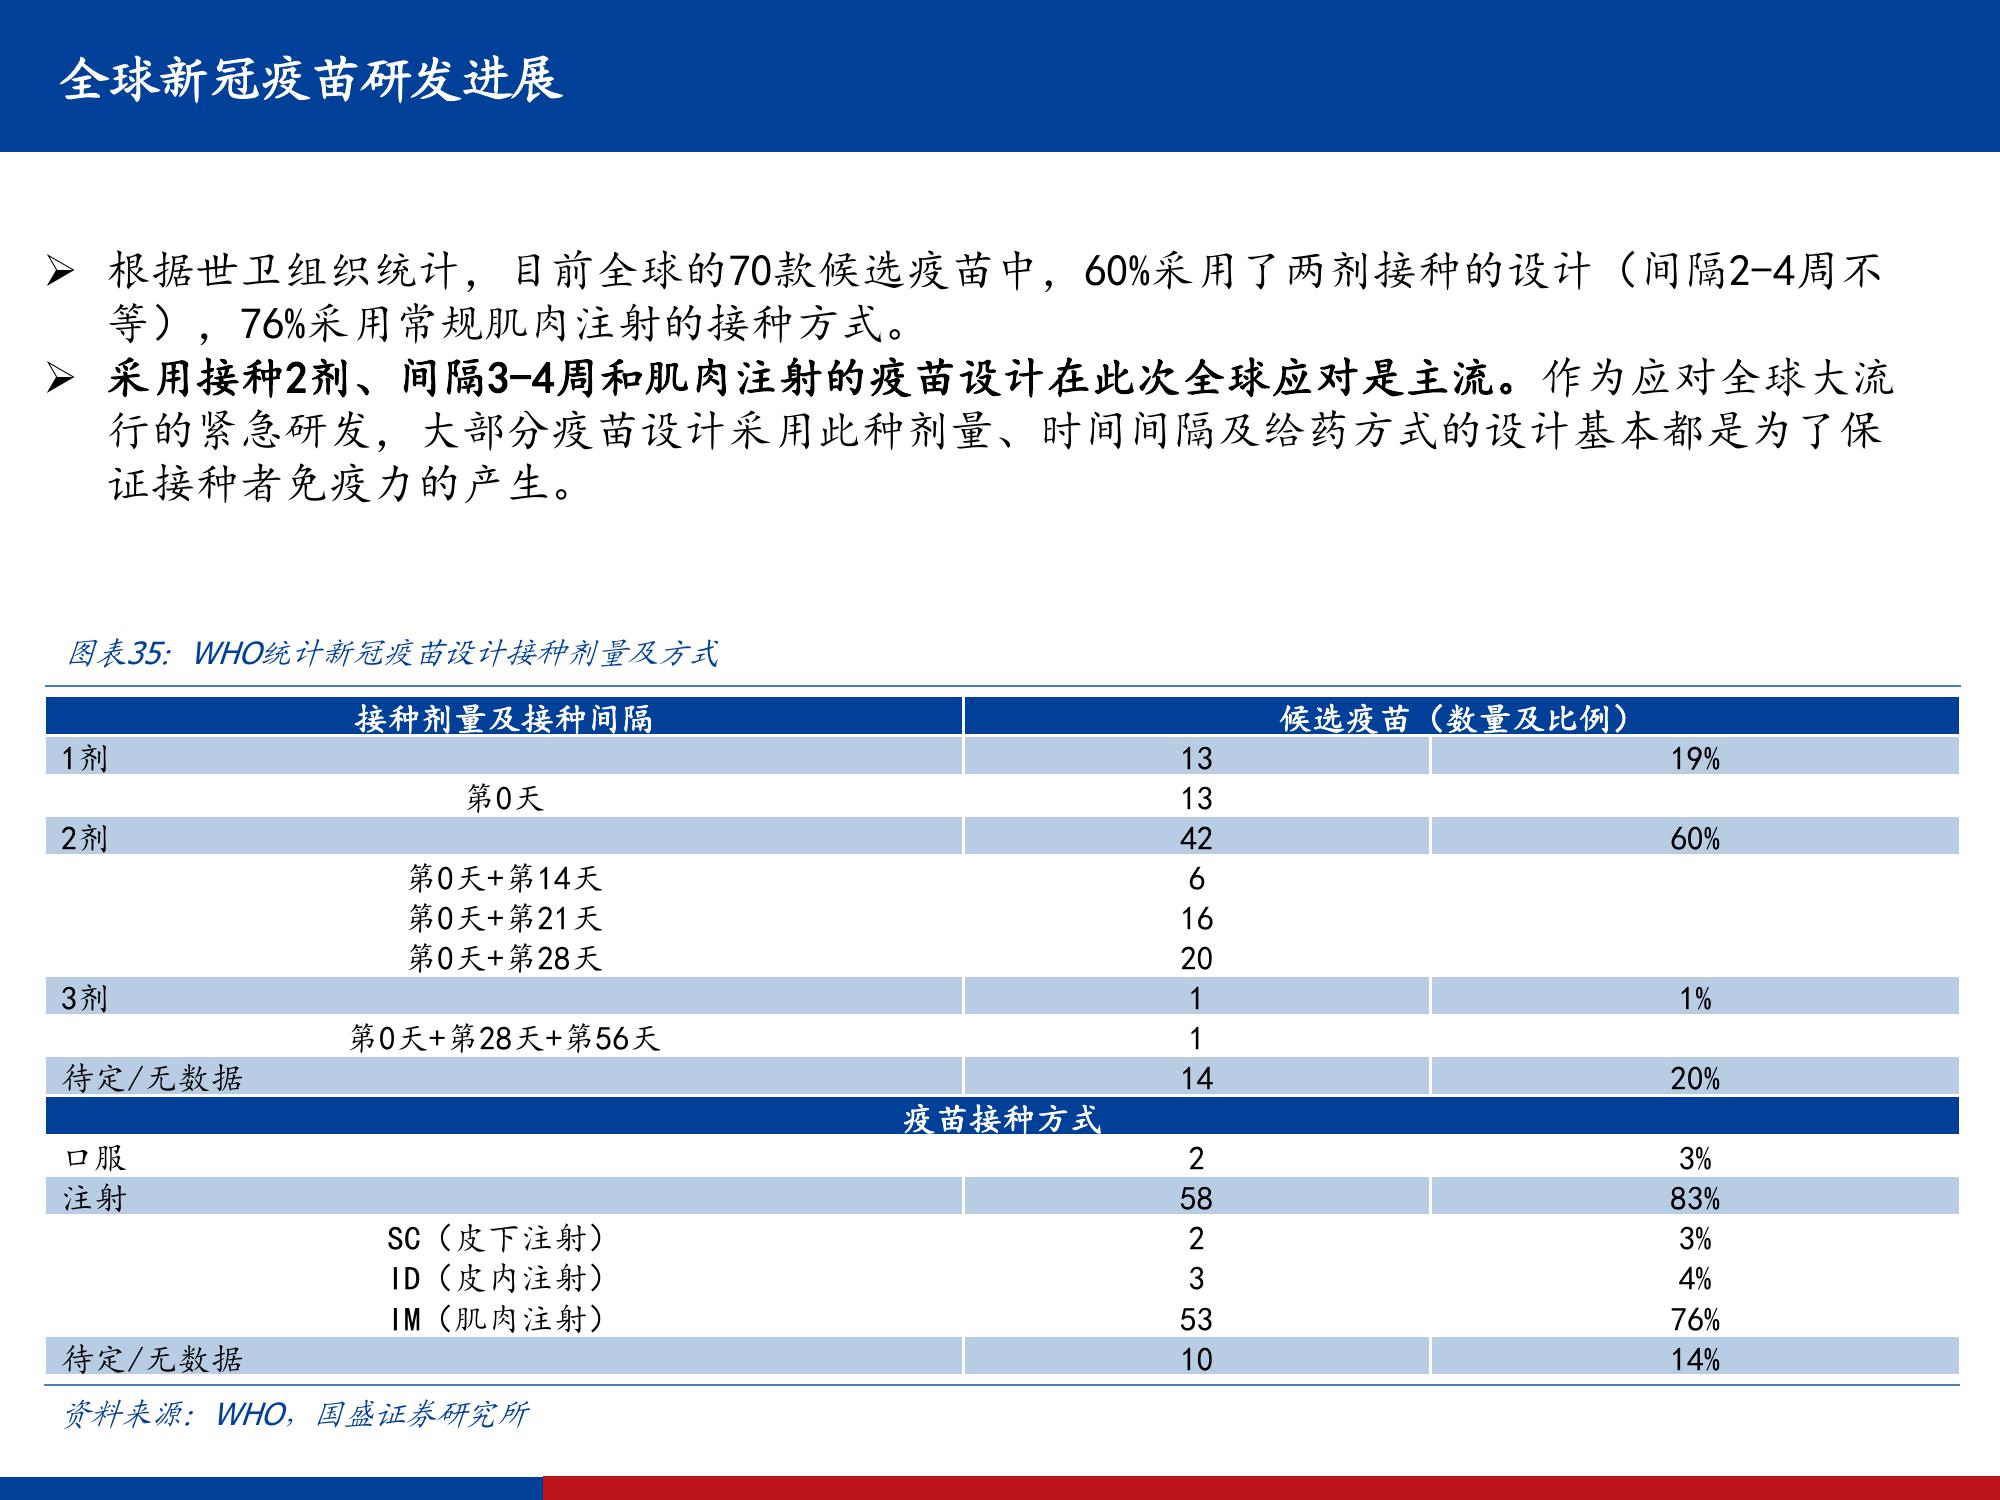 全球新冠疫苗研发进展
➢ 根据世卫组织统计，目前全球的70款候选疫苗中，60%采用了两剂接种的设计（间隔2-4周不
等），76%采用常规肌肉注射的接种方式。
➢ 采用接种2剂、间隔3-4周和肌肉注射的疫苗设计在此次全球应对是主流。作为应对全球大流
行的紧急研发，大部分疫苗设计采用此种剂量、时间间隔及给药方式的设计基本都是为了保
证接种者免疫力的产生。
图表35：WHO统计新冠疫苗设计接种剂量及方式
接种剂量及接种间隔 候选疫苗（数量及比例）
1剂 13 19%
第0天 13
2剂 42 60%
第0天+第14天 6
第0天+第21天 16
第0天+第28天 20
3剂 1 1%
第0天+第28天+第56天 1
待定/无数据 14 20%
疫苗接种方式
口服 2 3%
注射 58 83%
SC（皮下注射） 2 3%
ID（皮内注射） 3 4%
IM（肌肉注射） 53 76%
待定/无数据 10 14%
资料来源：WHO，国盛证券研究所